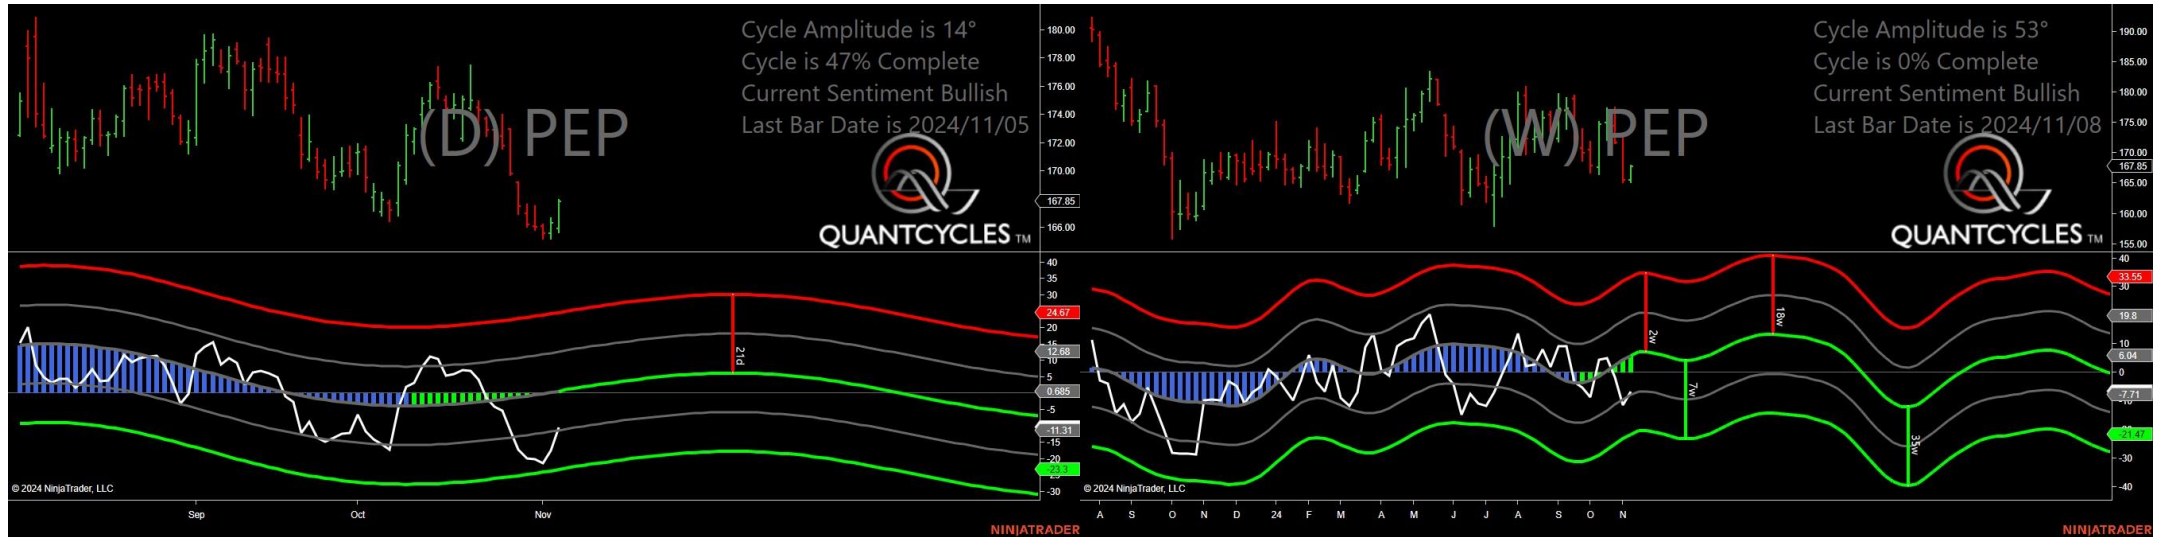 Cycle Amplitude is 14°
Cycle is 47% Complete
Current Sentiment Bullish
Last Bar Date is 2024/11/05
(D) PEP
QUANTCYCLES TM
180.00
178.00
176.00
174.00
172.00
170.00
167.85
166.00
40
35
30
24.67
20
15
12.68
10
5
0.685
-5
-11.31
-15
-20
-23.3
-25
-30
21d
© 2024 NinjaTrader, LLC
Sep Oct Nov
NINJATRADER
Cycle Amplitude is 53°
Cycle is 0% Complete
Current Sentiment Bullish
Last Bar Date is 2024/11/08
(W) PEP
QUANTCYCLES TM
190.00
185.00
180.00
175.00
170.00
167.85
165.00
160.00
155.00
40
33.55
30
19.8
10
6.04
0
-7.71
-10
-21.47
-30
-40
2w
7w
18w
35w
© 2024 NinjaTrader, LLC
A S O N D 24 F M A M J J A S O N
NINJATRADER